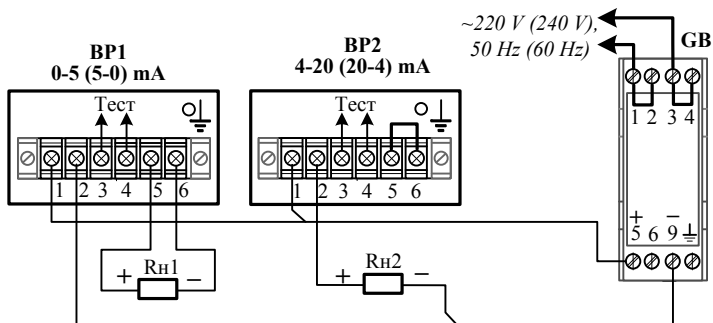 ~220 V (240 V),
50 Hz (60 Hz)
GB
BP1
0-5 (5-0) mA
BP2
4-20 (20-4) mA
Тест
Тест
1 2 3 4
1 2 3 4 5 6
1 2 3 4 5 6
+ −
5 6 9
+ Rн1 −
+ Rн2 −